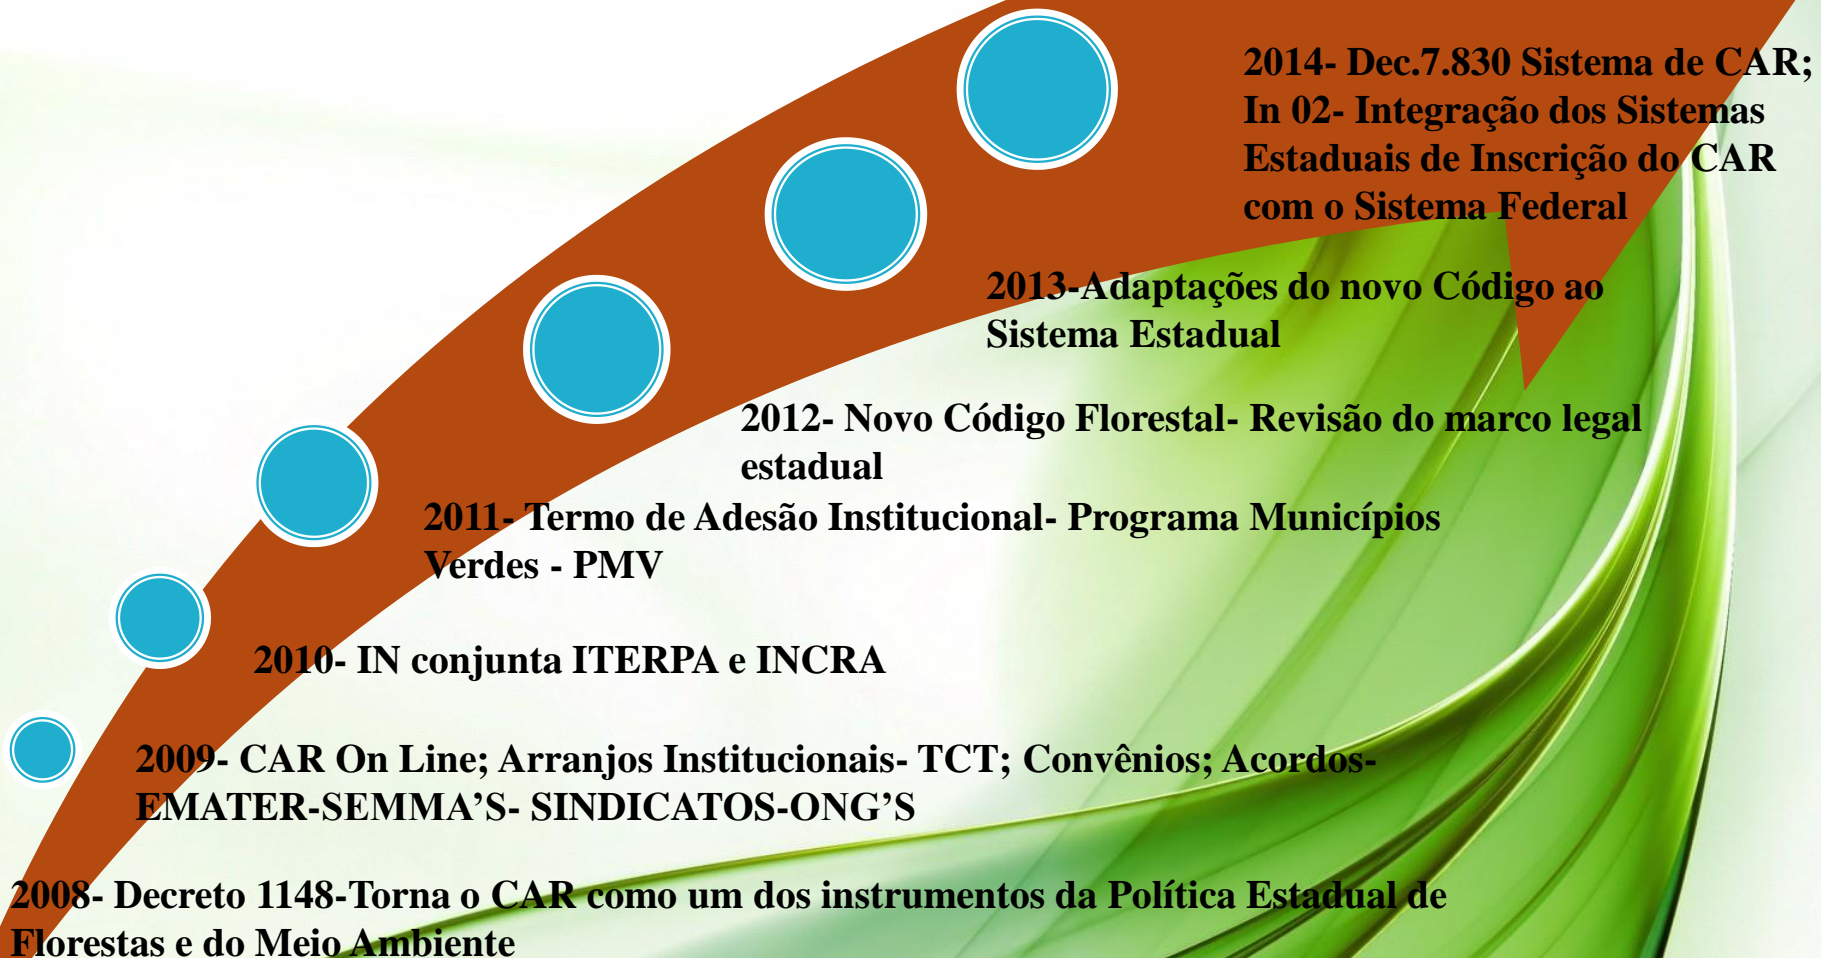 2014- Dec.7.830 Sistema de CAR;
In 02- Integração dos Sistemas
Estaduais de Inscrição do CAR
com o Sistema Federal
2013-Adaptações do novo Código ao
Sistema Estadual
2012- Novo Código Florestal- Revisão do marco legal
estadual
2011- Termo de Adesão Institucional- Programa Municípios
Verdes - PMV
2010- IN conjunta ITERPA e INCRA
2009- CAR On Line; Arranjos Institucionais- TCT; Convênios; Acordos-
EMATER-SEMMA’S- SINDICATOS-ONG’S
2008- Decreto 1148-Torna o CAR como um dos instrumentos da Política Estadual de
Florestas e do Meio Ambiente